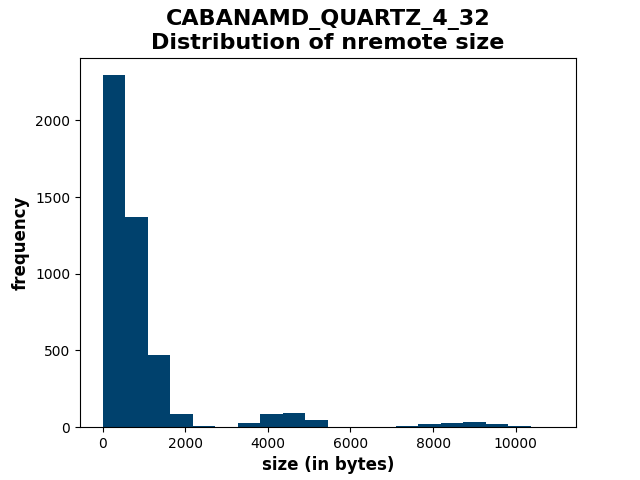 CABANAMD_QUARTZ_4_32
Distribution of nremote size
2000
1500
1000
500
0
frequency
0 2000 4000 6000 8000 10000
size (in bytes)